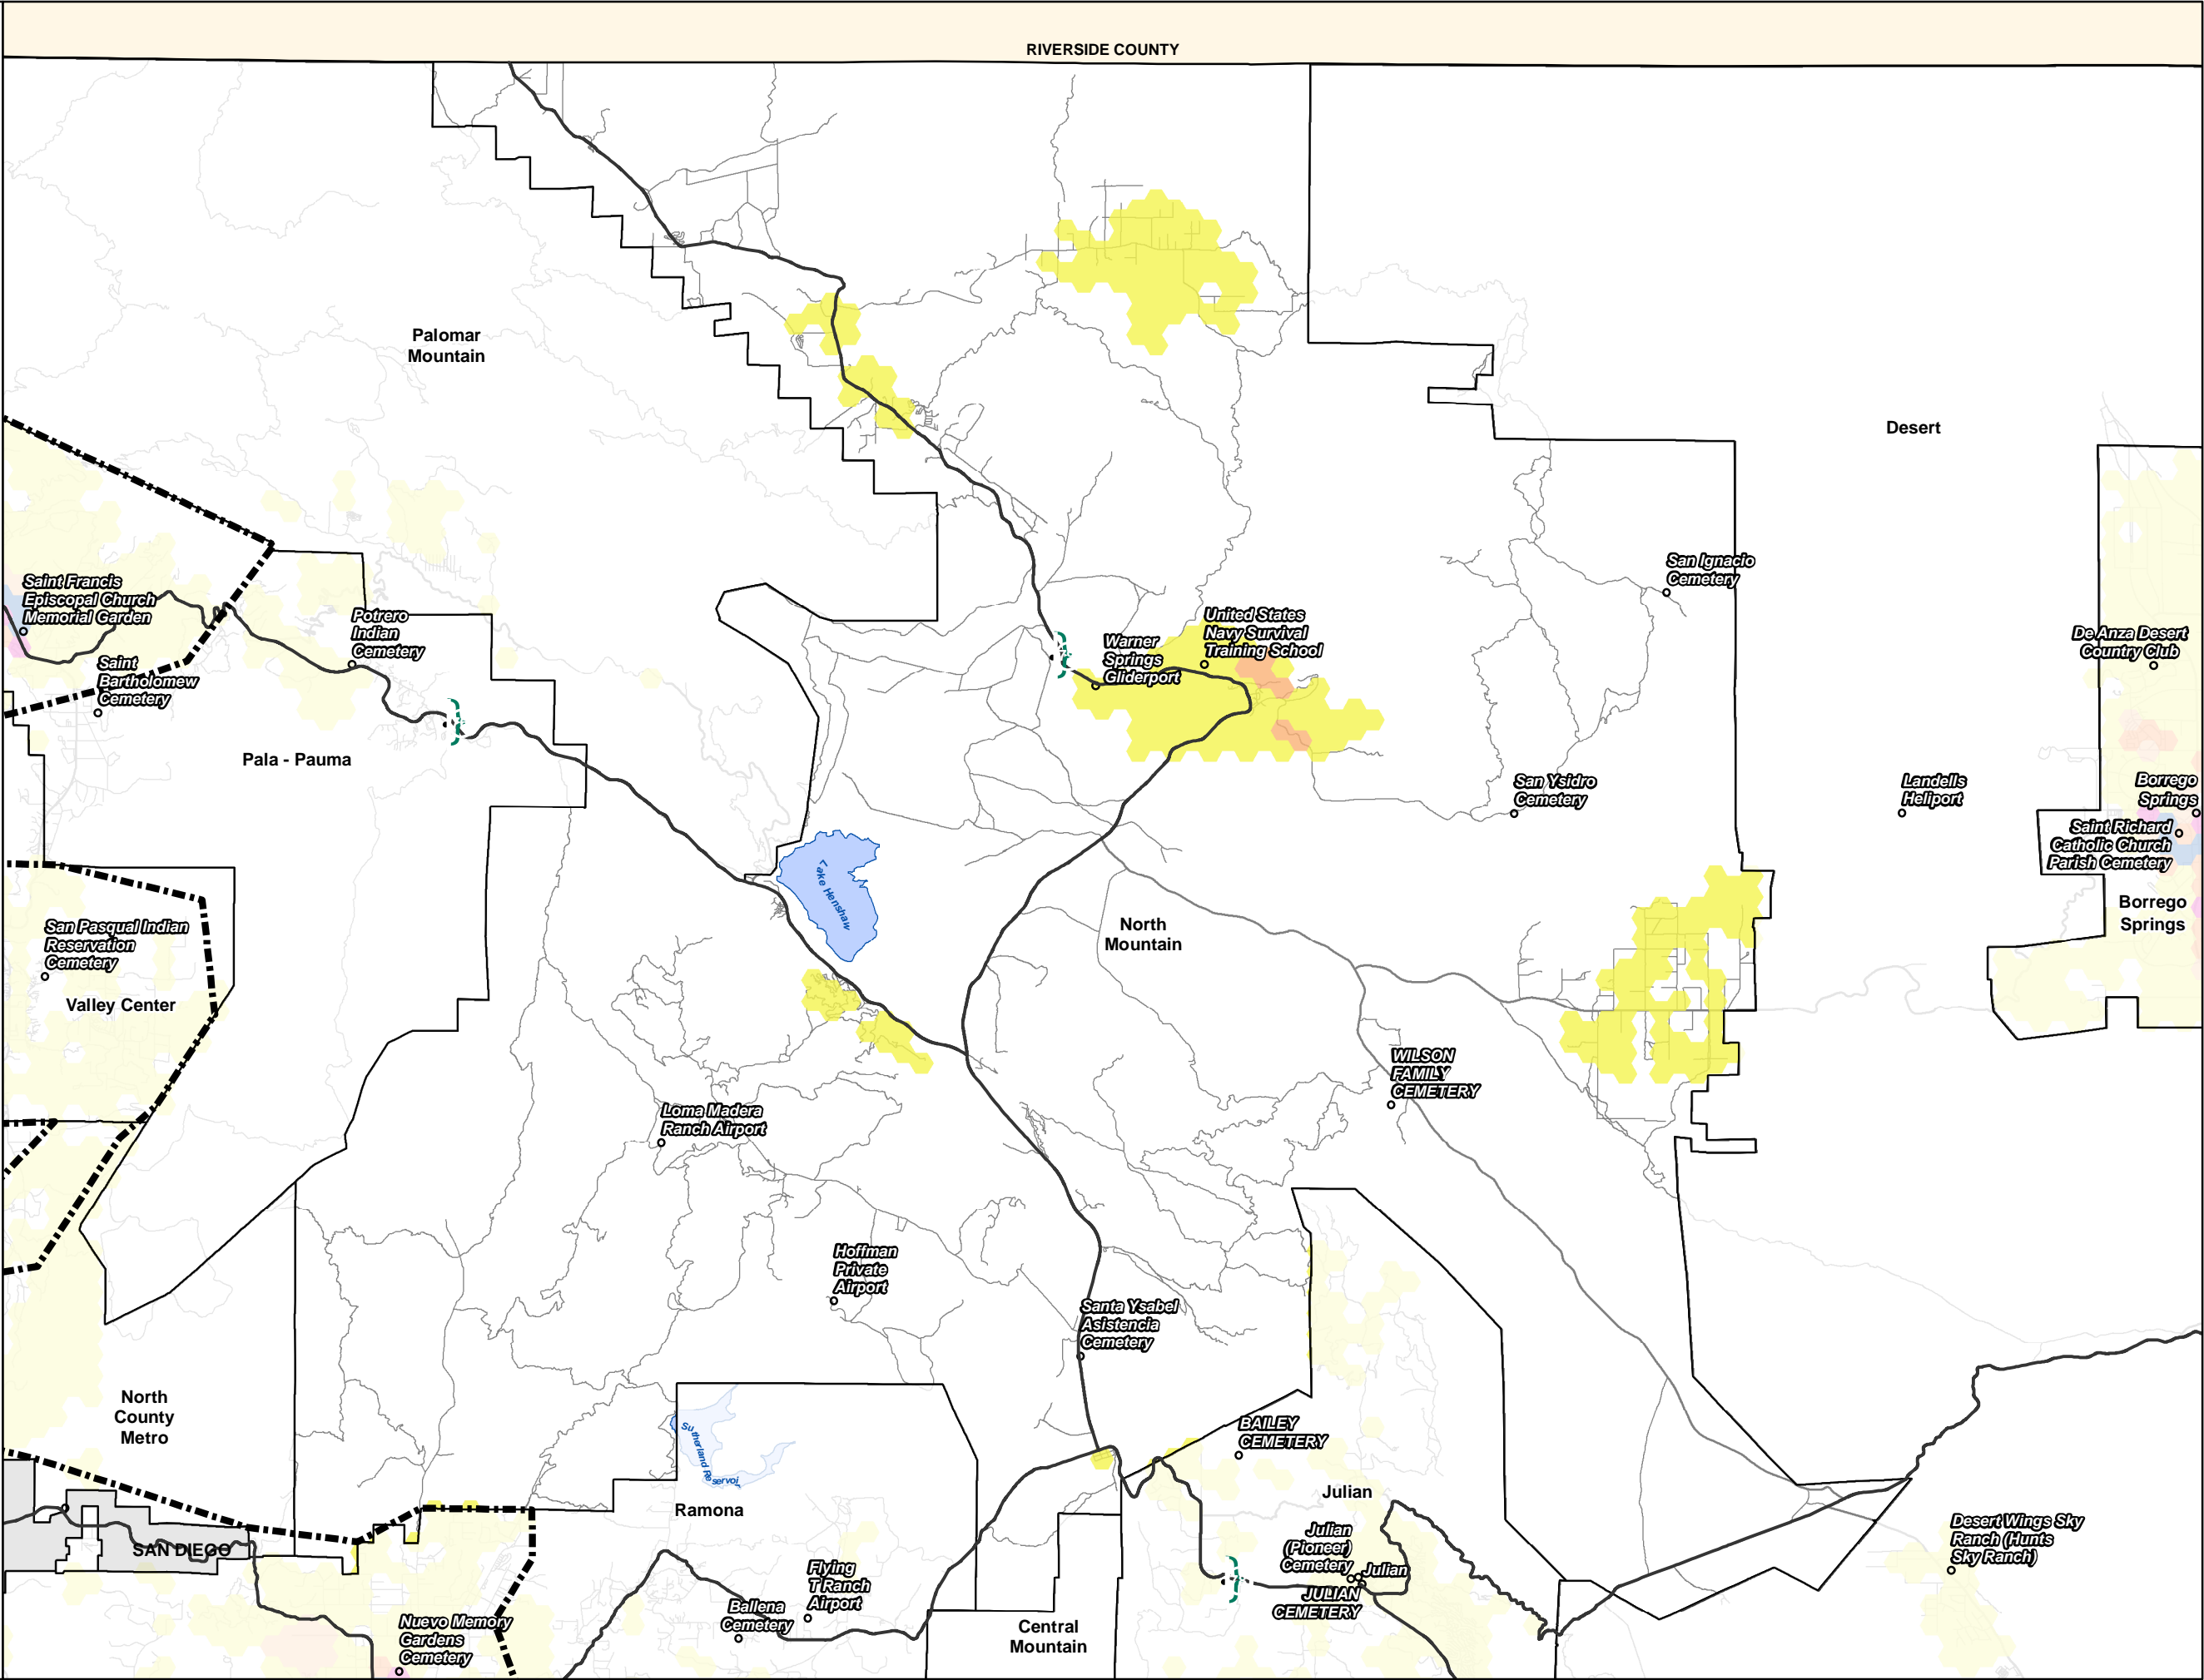 RIVERSIDE COUNTY
Palomar
Mountain
Desert
San Ignacio
Cemetery
Saint Francis
Episcopal Church
Memorial Garden
Potrero
Indian
Cemetery
United States
Navy Survival
Training School
Warner
Springs
Gliderport
De Anza Desert
Country Club
Saint
Bartholomew
Cemetery
Pala - Pauma
San Ysidro
Cemetery
Landells
Heliport
Borrego
Springs
Saint Richard
Catholic Church
Parish Cemetery
Lake Henshaw
Borrego
Springs
North
Mountain
San Pasqual Indian
Reservation
Cemetery
Valley Center
WILSON
FAMILY
CEMETERY
Loma Madera
Ranch Airport
Hoffman
Private
Airport
Santa Ysabel
Asistencia
Cemetery
North
County
Metro
BAILEY
CEMETERY
Sutherland Reservoi
Ramona
Julian
SAN DIEGO
Julian
(Pioneer)
Cemetery
Julian
JULIAN
CEMETERY
Desert Wings Sky
Ranch (Hunts
Sky Ranch)
Flying
T Ranch
Airport
Ballena
Cemetery
Nuevo Memory
Gardens
Cemetery
Central
Mountain